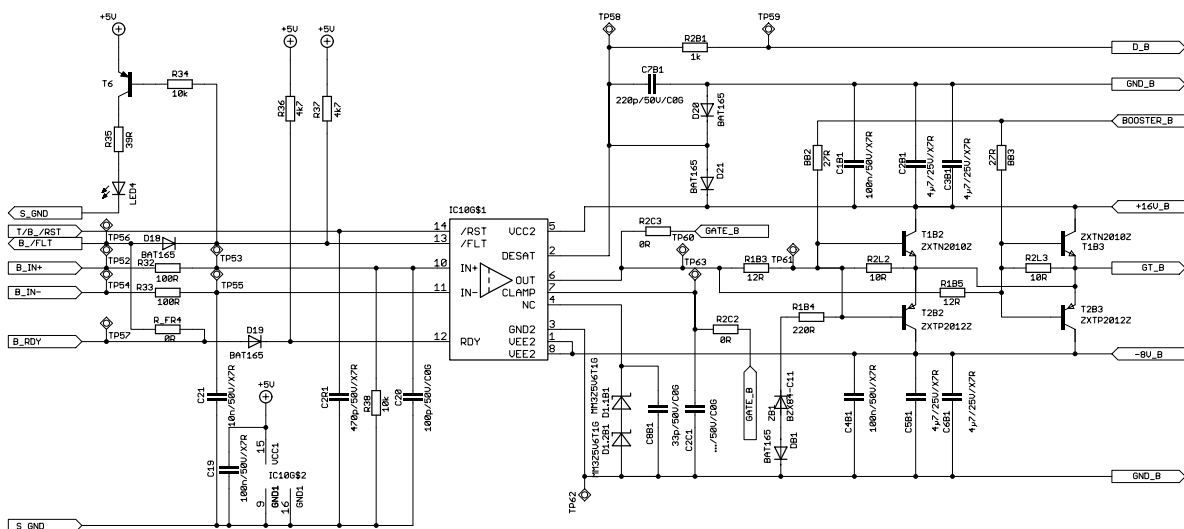 +5V
+5V
+5V
TP58
TP59
R2B1
1k
D_B
T6
R34
10k
C7B1
220p/50V/C0G
D20
BAT165
GND_B
R36
4k7
R37
4k7
BOOSTER_B
R35
39R
BB2
27R
C1B1
100n/50V/X7R
C2B1
4µ7/25V/X7R
C3B1
4µ7/25V/X7R
27R
BB3
LED4
BAT165
D21
S_GND
IC10G$1
+16V_B
T/B_/RST
14
/RST
VCC2
5
R2C3
0R
GATE_B
B_/FLT
TP56
D18
BAT165
13
/FLT
DESAT
2
TP60
T1B2
ZXTN2010Z
ZXTN2010Z
T1B3
B_IN+
TP52
R32
100R
TP53
10
IN+
OUT
6
TP63
R1B3
12R
TP61
R2L2
10R
R2L3
10R
GT_B
B_IN-
TP54
R33
100R
TP55
11
IN-
CLAMP
7
R1B5
12R
NC
4
R1B4
220R
T2B2
ZXTP2012Z
T2B3
ZXTP2012Z
R_FR4
0R
GND2
3
R2C2
0R
B_RDY
TP57
D19
BAT165
12
RDY
VEE2
1
VEE2
8
-8V_B
+5V
C21
10n/50V/X7R
C2R1
470p/50V/X7R
R38
10k
C20
100p/50V/C0G
MM3Z5V6T1G
D1.1B1
MM3Z5V6T1G
D1.2B1
C8B1
33p/50V/C0G
C2C1
.../50V/C0G
GATE_B
ZB1
BZX84-C11
BAT165
DB1
C4B1
100n/50V/X7R
C5B1
4µ7/25V/X7R
C6B1
4µ7/25V/X7R
C19
100n/50V/X7R
15
VCC1
IC10G$2
GND_B
9
GND1
16
GND1
TP62
S_GND